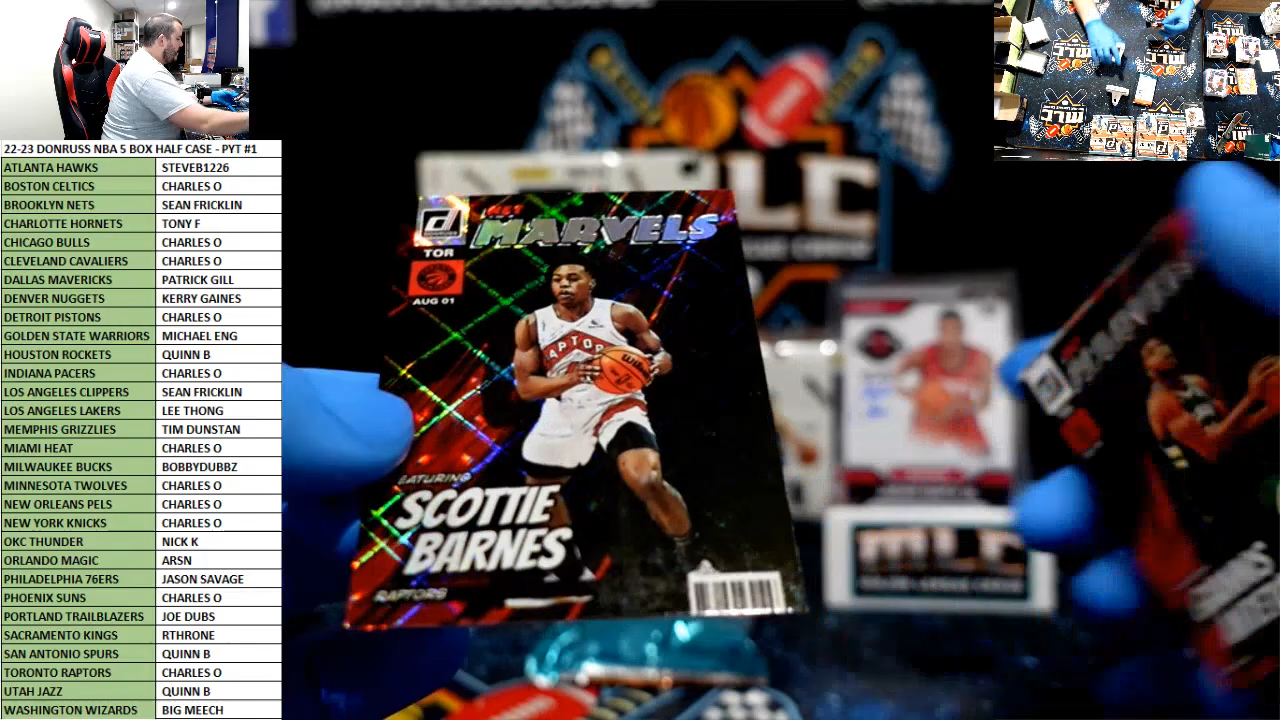 22-23 DONRUSS NBA 5 BOX HALF CASE - PYT #1
ATLANTA HAWKS STEVEB1226
BOSTON CELTICS CHARLES O
BROOKLYN NETS SEAN FRICKLIN
CHARLOTTE HORNETS TONY F
CHICAGO BULLS CHARLES O
CLEVELAND CAVALIERS CHARLES O
DALLAS MAVERICKS PATRICK GILL
DENVER NUGGETS KERRY GAINES
DETROIT PISTONS CHARLES O
GOLDEN STATE WARRIORS MICHAEL ENG
HOUSTON ROCKETS QUINN B
INDIANA PACERS CHARLES O
LOS ANGELES CLIPPERS SEAN FRICKLIN
LOS ANGELES LAKERS LEE THONG
MEMPHIS GRIZZLIES TIM DUNSTAN
MIAMI HEAT CHARLES O
MILWAUKEE BUCKS BOBBYDUBBZ
MINNESOTA TWOLVES CHARLES O
NEW ORLEANS PELS CHARLES O
NEW YORK KNICKS CHARLES O
OKC THUNDER NICK K
ORLANDO MAGIC ARSN
PHILADELPHIA 76ERS JASON SAVAGE
PHOENIX SUNS CHARLES O
PORTLAND TRAILBLAZERS JOE DUBS
SACRAMENTO KINGS RTHRONE
SAN ANTONIO SPURS QUINN B
TORONTO RAPTORS CHARLES O
UTAH JAZZ QUINN B
WASHINGTON WIZARDS BIG MEECH
MARVELS
TOR
AUG 01
RAPTOR
FEATURING
SCOTTIE
BARNES
RAPTORS
MLC
MLC